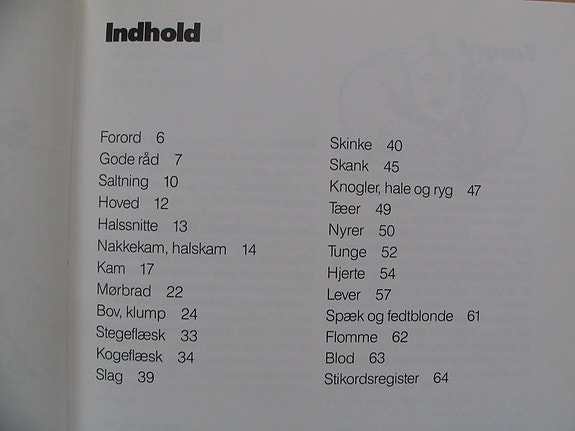 Indhold
Forord 6
Gode råd 7
Saltning 10
Hoved 12
Halssnitte 13
Nakkekam, halskam 14
Kam 17
Mørbrad 22
Bov, klump 24
Stegeflæsk 33
Kogeflæsk 34
Slag 39
Skinke 40
Skank 45
Knogler, hale og ryg 47
Tæer 49
Nyrer 50
Tunge 52
Hjerte 54
Lever 57
Spæk og fedtblonde 61
Flomme 62
Blod 63
Stikordsregister 64